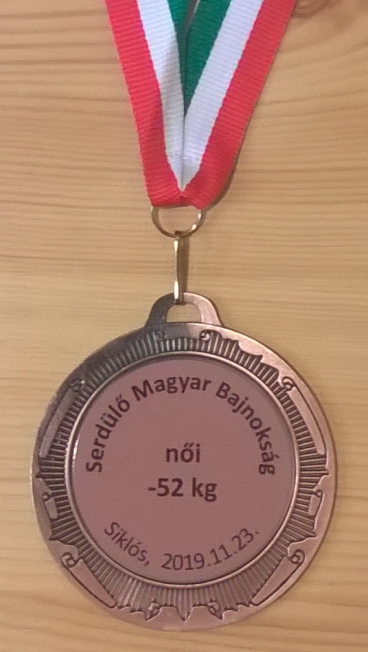 Serdülő Magyar Bajnokság
női
-52 kg
Siklós, 2019.11.23.